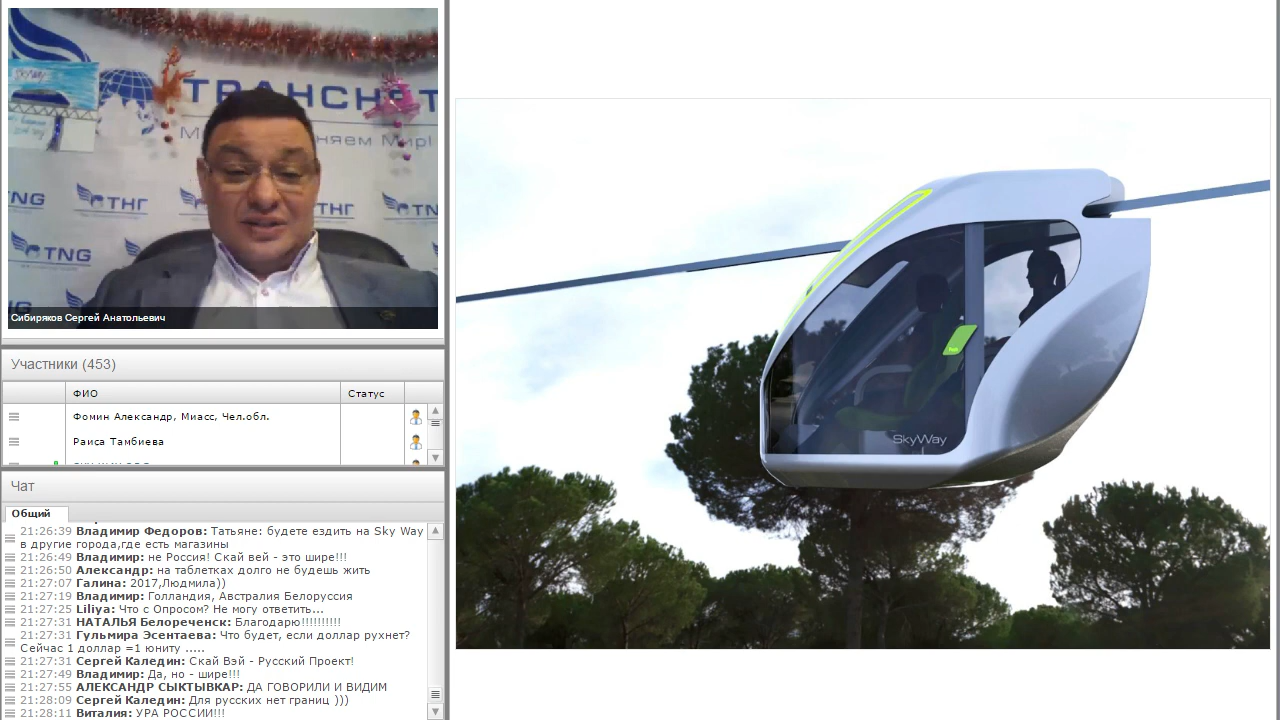 SkyWay
ТРАНСНЕТ
няем Мир!
TNG
ТНГ
ТНГ
TNG
ТНГ
TNG
Сибиряков Сергей Анатольевич
Участники (453)
ФИО
Статус
Фомин Александр, Миасс, Чел.обл.
Раиса Тамбиева
Чат
Общий
21:26:39 Владимир Федоров: Татьяне: будете ездить на Sky Way
в другие города,где есть магазины
21:26:49 Владимир: не Россия! Скай вей - это шире!!!
21:26:50 Александр: на таблетках долго не будешь жить
21:27:07 Галина: 2017,Людмила))
21:27:19 Владимир: Голландия, Австралия Белоруссия
21:27:25 Liliya: Что с Опросом? Не могу ответить...
21:27:31 НАТАЛЬЯ Белореченск: Благодарю!!!!!!!!!!
21:27:31 Гульмира Эсентаева: Что будет, если доллар рухнет?
Сейчас 1 доллар =1 юниту .....
21:27:31 Сергей Каледин: Скай Вэй - Русский Проект!
21:27:49 Владимир: Да, но - шире!!!
21:27:55 АЛЕКСАНДР СЫКТЫВКАР: ДА ГОВОРИЛИ И ВИДИМ
21:28:09 Сергей Каледин: Для русских нет границ )))
21:28:11 Виталия: УРА РОССИИ!!!
SkyWay